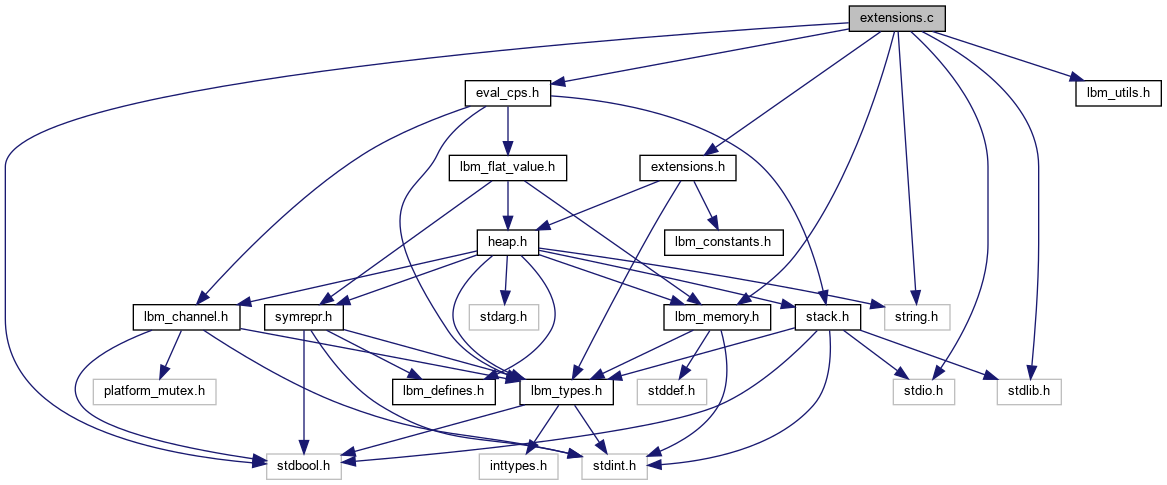 extensions.c
eval_cps.h
lbm_utils.h
lbm_flat_value.h
extensions.h
heap.h
lbm_constants.h
lbm_channel.h
symrepr.h
stdarg.h
lbm_memory.h
stack.h
string.h
platform_mutex.h
lbm_defines.h
lbm_types.h
stddef.h
stdio.h
stdlib.h
stdbool.h
inttypes.h
stdint.h